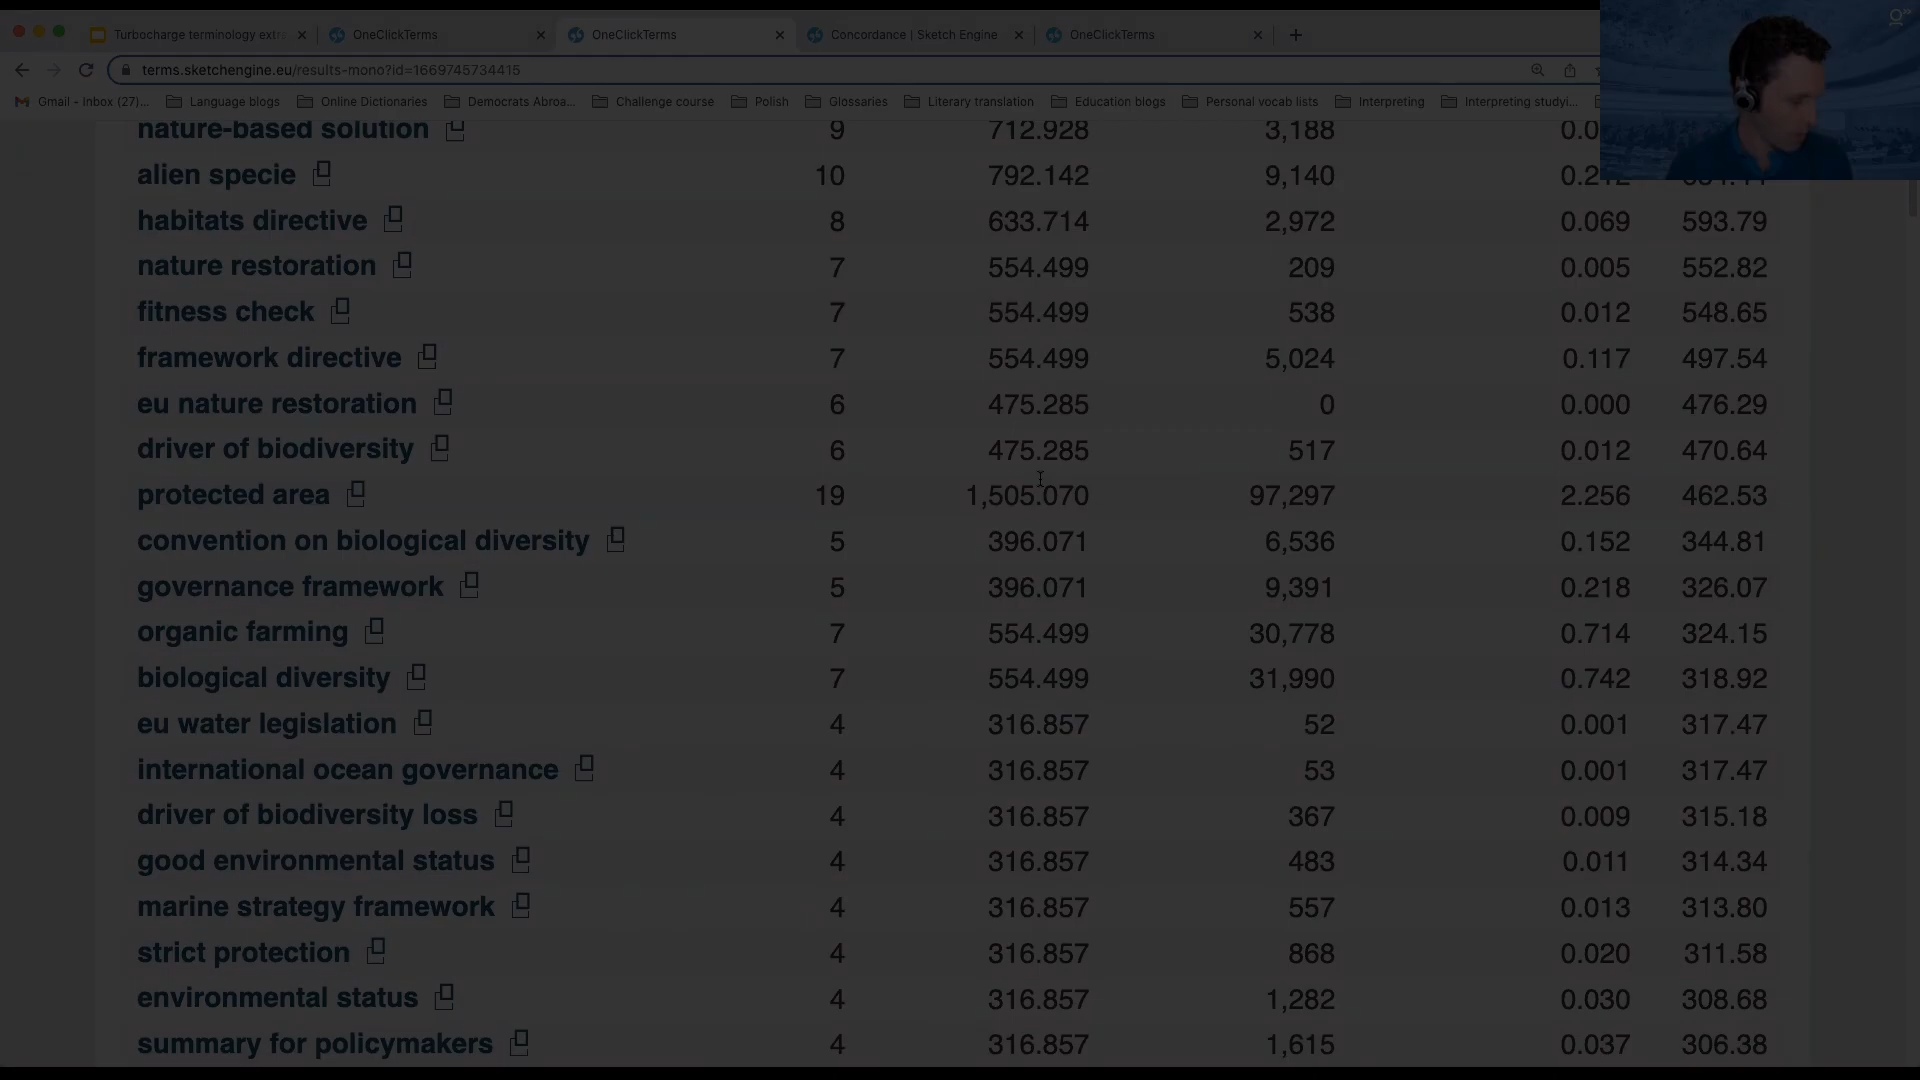 Turbocharge terminology extra
OneClickTerms
OneClickTerms
Concordance | Sketch Engine
OneClickTerms
terms.sketchengine.eu/results-mono?id=1669745734415
Gmail - Inbox (27)...
Language blogs
Online Dictionaries
Democrats Abroa...
Challenge course
Polish
Glossaries
Literary translation
Education blogs
Personal vocab lists
Interpreting
Interpreting studyi...
nature-based solution 9 712.928 3,188 0.0
alien specie 10 792.142 9,140
habitats directive 8 633.714 2,972 0.069 593.79
nature restoration 7 554.499 209 0.005 552.82
fitness check 7 554.499 538 0.012 548.65
framework directive 7 554.499 5,024 0.117 497.54
eu nature restoration 6 475.285 0 0.000 476.29
driver of biodiversity 6 475.285 517 0.012 470.64
protected area 19 1,505.070 97,297 2.256 462.53
convention on biological diversity 5 396.071 6,536 0.152 344.81
governance framework 5 396.071 9,391 0.218 326.07
organic farming 7 554.499 30,778 0.714 324.15
biological diversity 7 554.499 31,990 0.742 318.92
eu water legislation 4 316.857 52 0.001 317.47
international ocean governance 4 316.857 53 0.001 317.47
driver of biodiversity loss 4 316.857 367 0.009 315.18
good environmental status 4 316.857 483 0.011 314.34
marine strategy framework 4 316.857 557 0.013 313.80
strict protection 4 316.857 868 0.020 311.58
environmental status 4 316.857 1,282 0.030 308.68
summary for policymakers 4 316.857 1,615 0.037 306.38